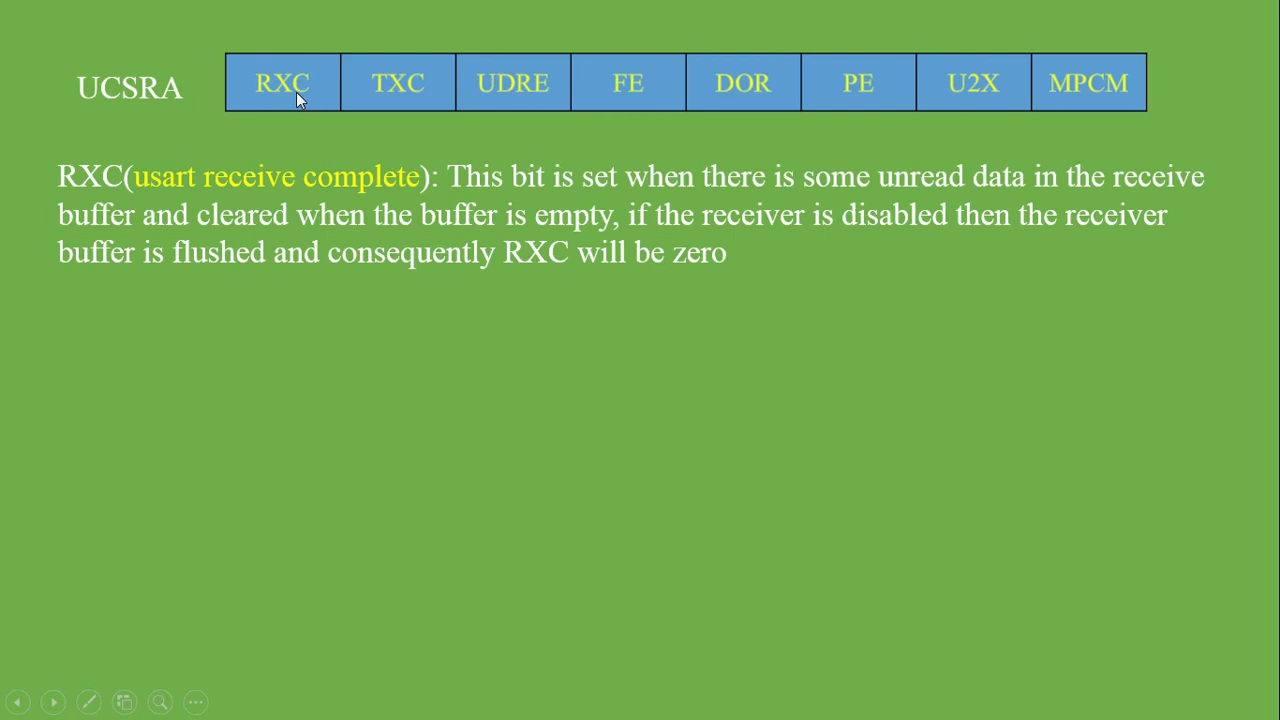 UCSRA RXC TXC UDRE FE DOR PE U2X MPCM
RXC(usart receive complete): This bit is set when there is some unread data in the receive
buffer and cleared when the buffer is empty, if the receiver is disabled then the receiver
buffer is flushed and consequently RXC will be zero